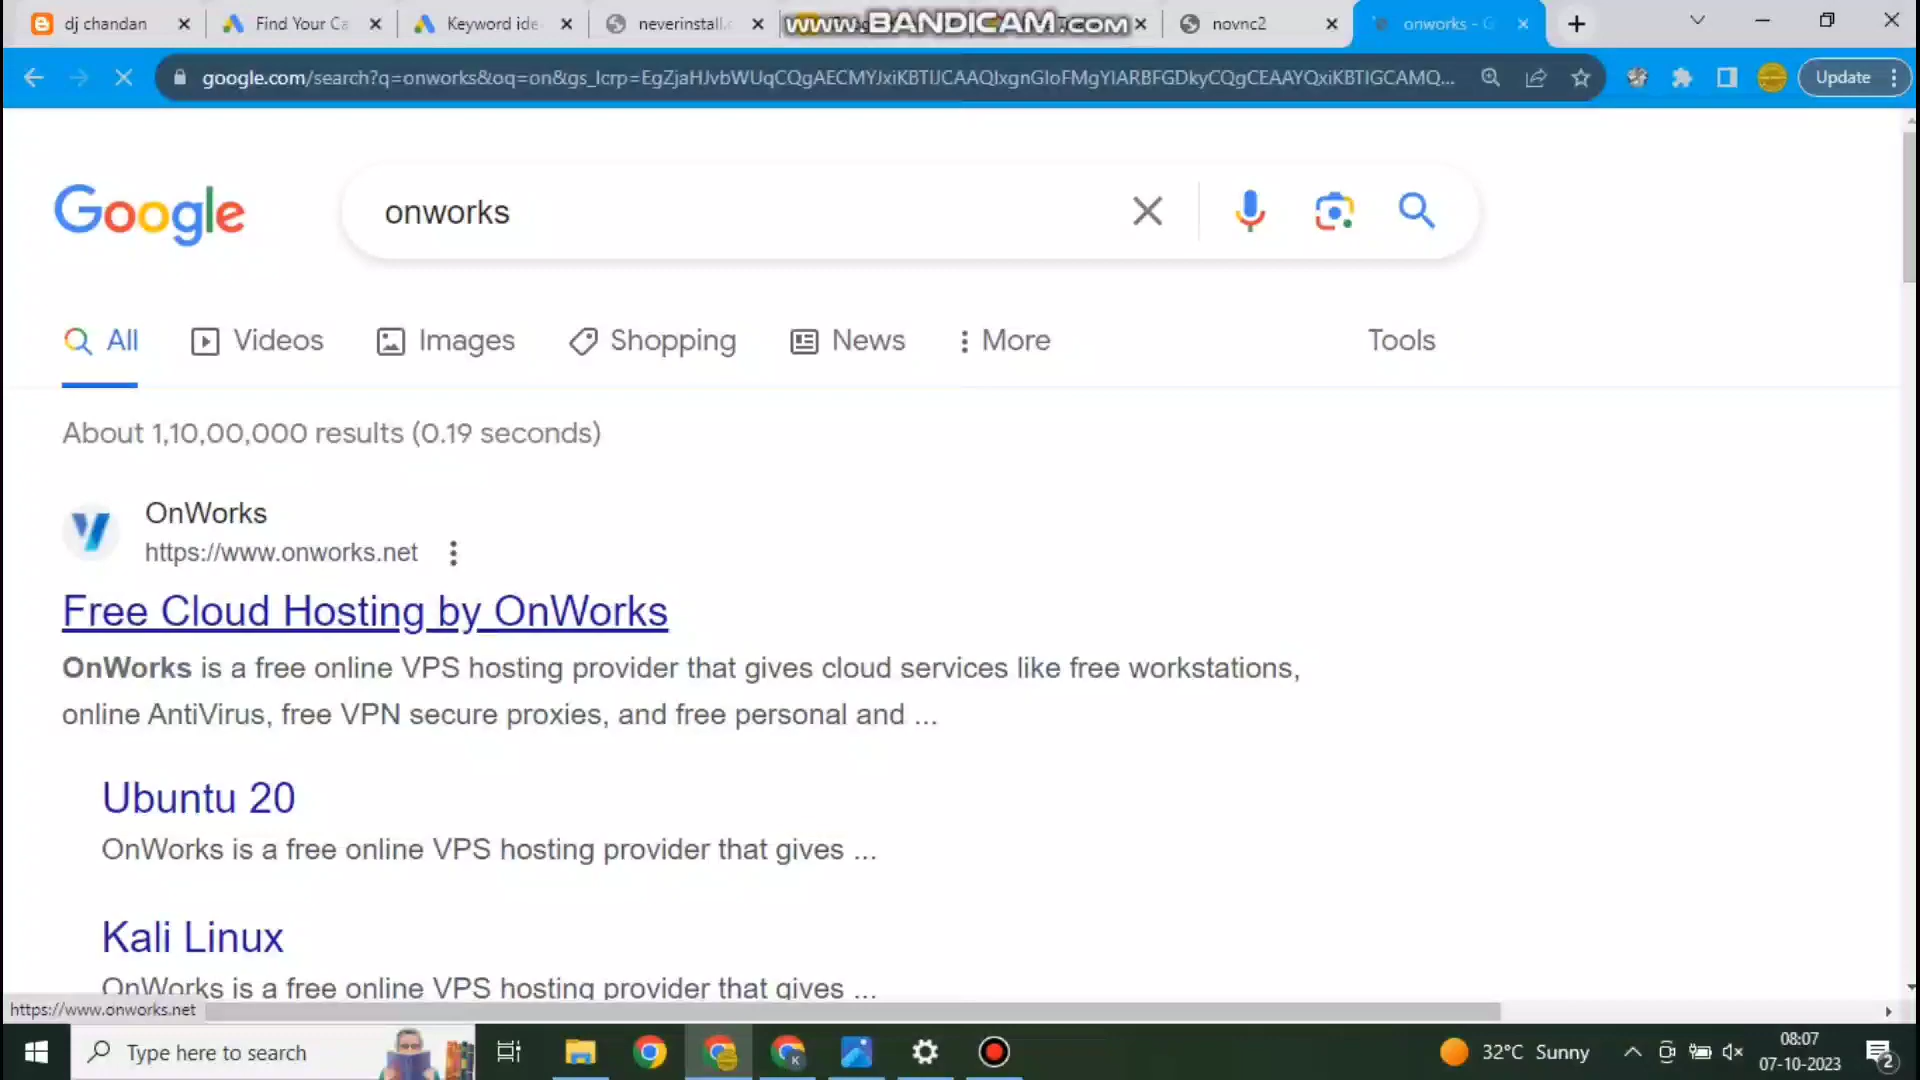 dj chandan
Find Your Ca
Keyword ide
neverinstall.
www.BANDICAM.com
novnc2
onworks - G
google.com/search?q=onworks&oq=on&gs_lcrp=EgZjaHJvbWUqCQgAECMYJxiKBTIJCAAQIxgnGIoFMgYIARBFGDkyCQgCEAAYQxiKBTIGCAMQ...
Update
Google
onworks
All
Videos
Images
Shopping
News
More
Tools
About 1,10,00,000 results (0.19 seconds)
OnWorks
https://www.onworks.net
Free Cloud Hosting by OnWorks
OnWorks is a free online VPS hosting provider that gives cloud services like free workstations,
online AntiVirus, free VPN secure proxies, and free personal and ...
Ubuntu 20
OnWorks is a free online VPS hosting provider that gives ...
Kali Linux
OnWorks is a free online VPS hosting provider that gives ...
https://www.onworks.net
Type here to search
K
32°C Sunny
08:07
07-10-2023
2